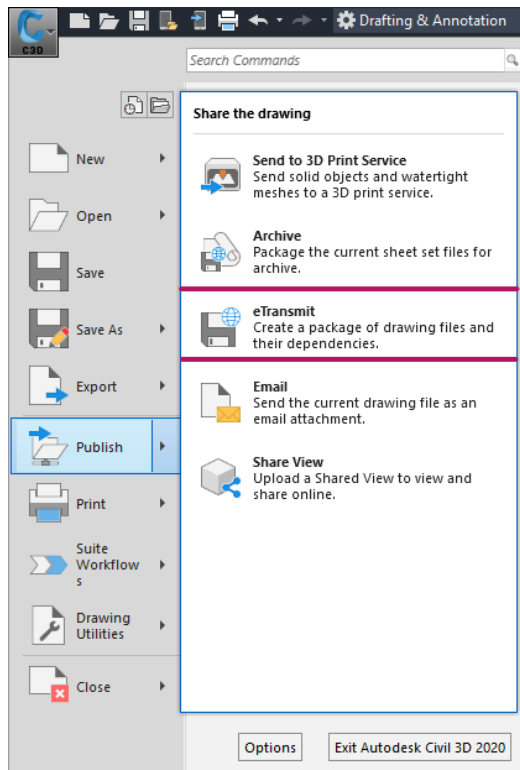 C3D
Drafting & Annotation
Search Commands
Share the drawing
New
Open
Save
Save As
Export
Publish
Print
Suite
Workflow
s
Drawing
Utilities
Close
Send to 3D Print Service
Send solid objects and watertight
meshes to a 3D print service.
Archive
Package the current sheet set files for
archive.
eTransmit
Create a package of drawing files and
their dependencies.
Email
Send the current drawing file as an
email attachment.
Share View
Upload a Shared View to view and
share online.
Options
Exit Autodesk Civil 3D 2020